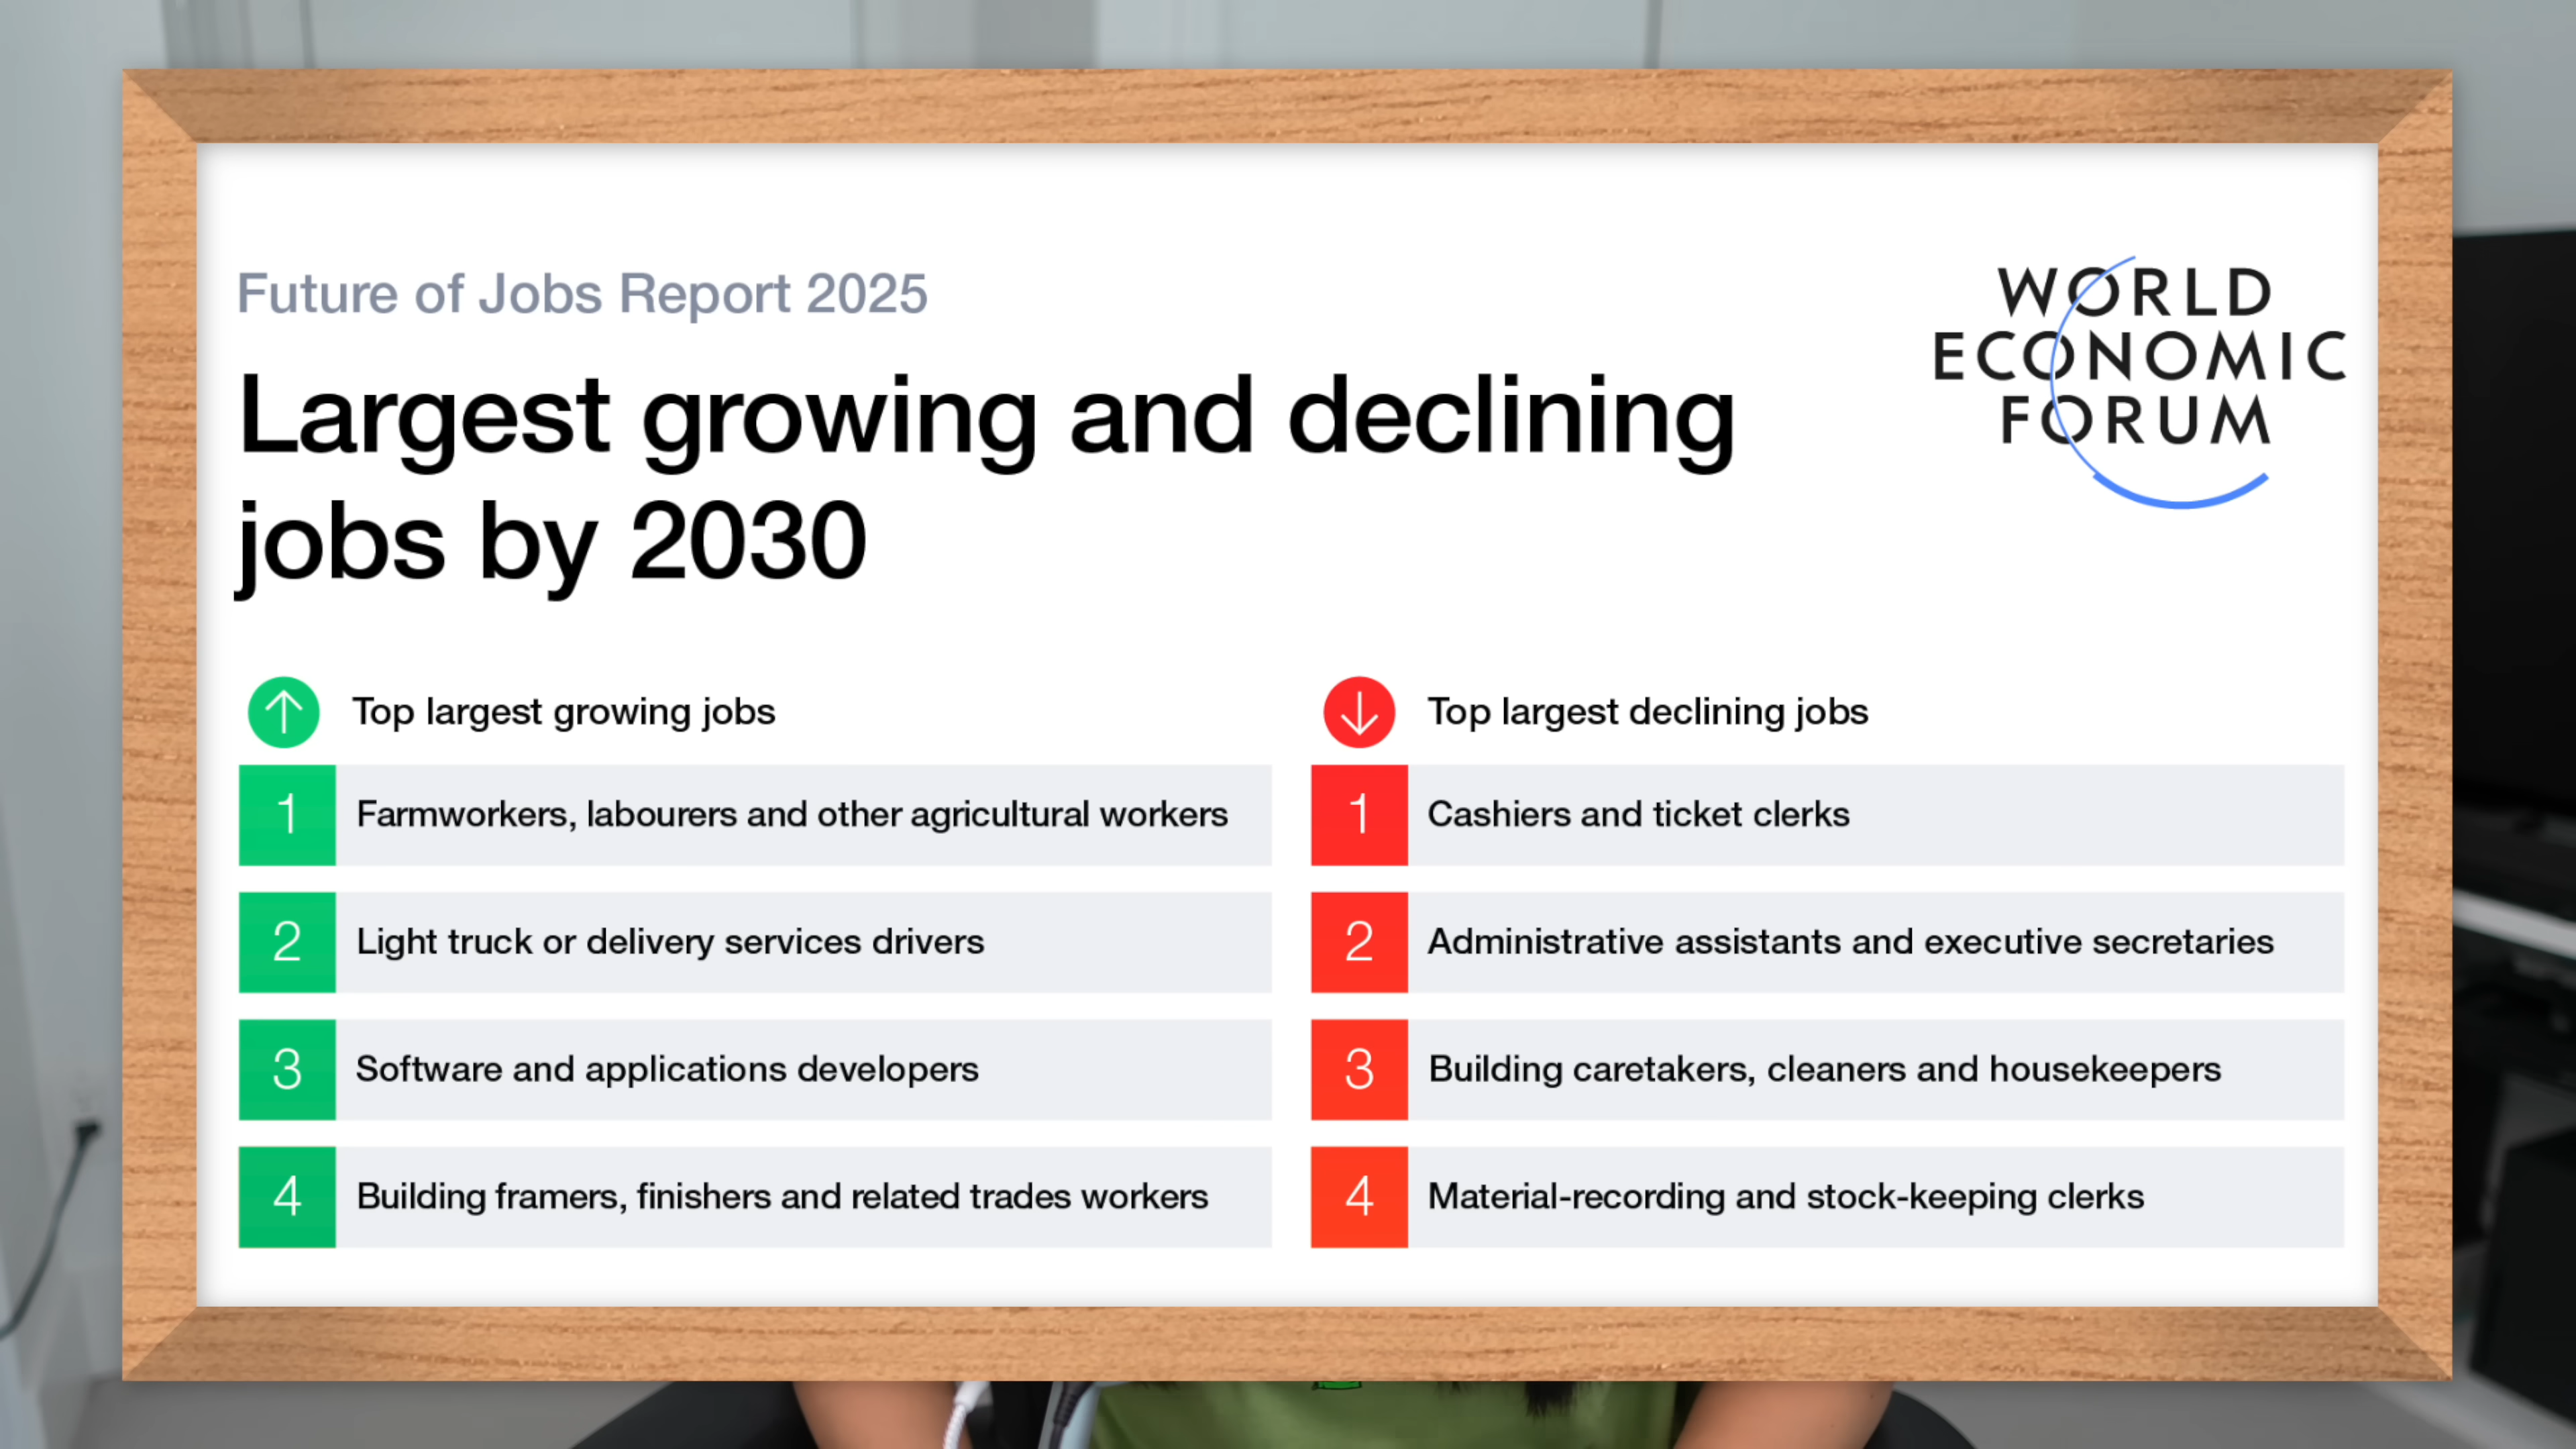 Future of Jobs Report 2025
Largest growing and declining
jobs by 2030
WORLD
ECONOMIC
FORUM
Top largest growing jobs
1 Farmworkers, labourers and other agricultural workers
2 Light truck or delivery services drivers
3 Software and applications developers
4 Building framers, finishers and related trades workers
Top largest declining jobs
1 Cashiers and ticket clerks
2 Administrative assistants and executive secretaries
3 Building caretakers, cleaners and housekeepers
4 Material-recording and stock-keeping clerks